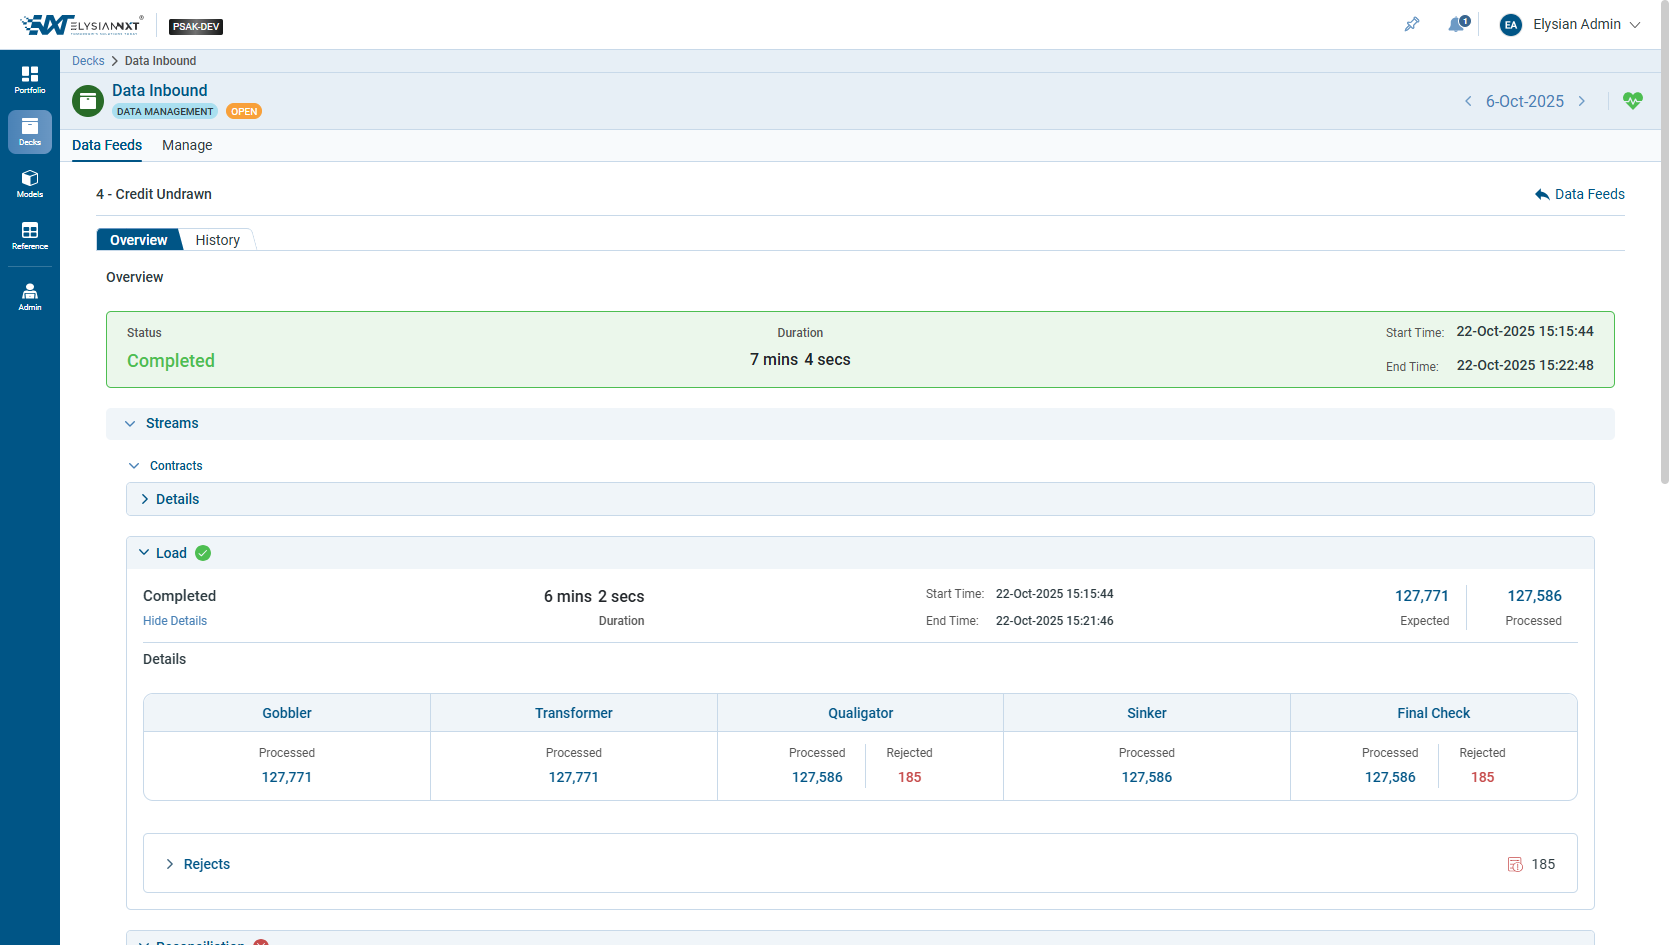 ELYSIANNXT
TOMORROW'S SOLUTIONS TODAY
PSAK-DEV
1
EA
Elysian Admin
Portfolio
Decks
Models
Reference
Admin
Decks > Data Inbound
Data Inbound
DATA MANAGEMENT
OPEN
6-Oct-2025
Data Feeds
Manage
4 - Credit Undrawn
Data Feeds
Overview
History
Overview
Status
Duration
Start Time: 22-Oct-2025 15:15:44
Completed
7 mins 4 secs
End Time: 22-Oct-2025 15:22:48
Streams
Contracts
Details
Load
Completed
6 mins 2 secs
Start Time: 22-Oct-2025 15:15:44
127,771
127,586
Hide Details
Duration
End Time: 22-Oct-2025 15:21:46
Expected
Processed
Details
Gobbler
Transformer
Qualigator
Sinker
Final Check
Processed
Processed
Processed
Rejected
Processed
Processed
Rejected
127,771
127,771
127,586
185
127,586
127,586
185
Rejects
185
Reconciliation